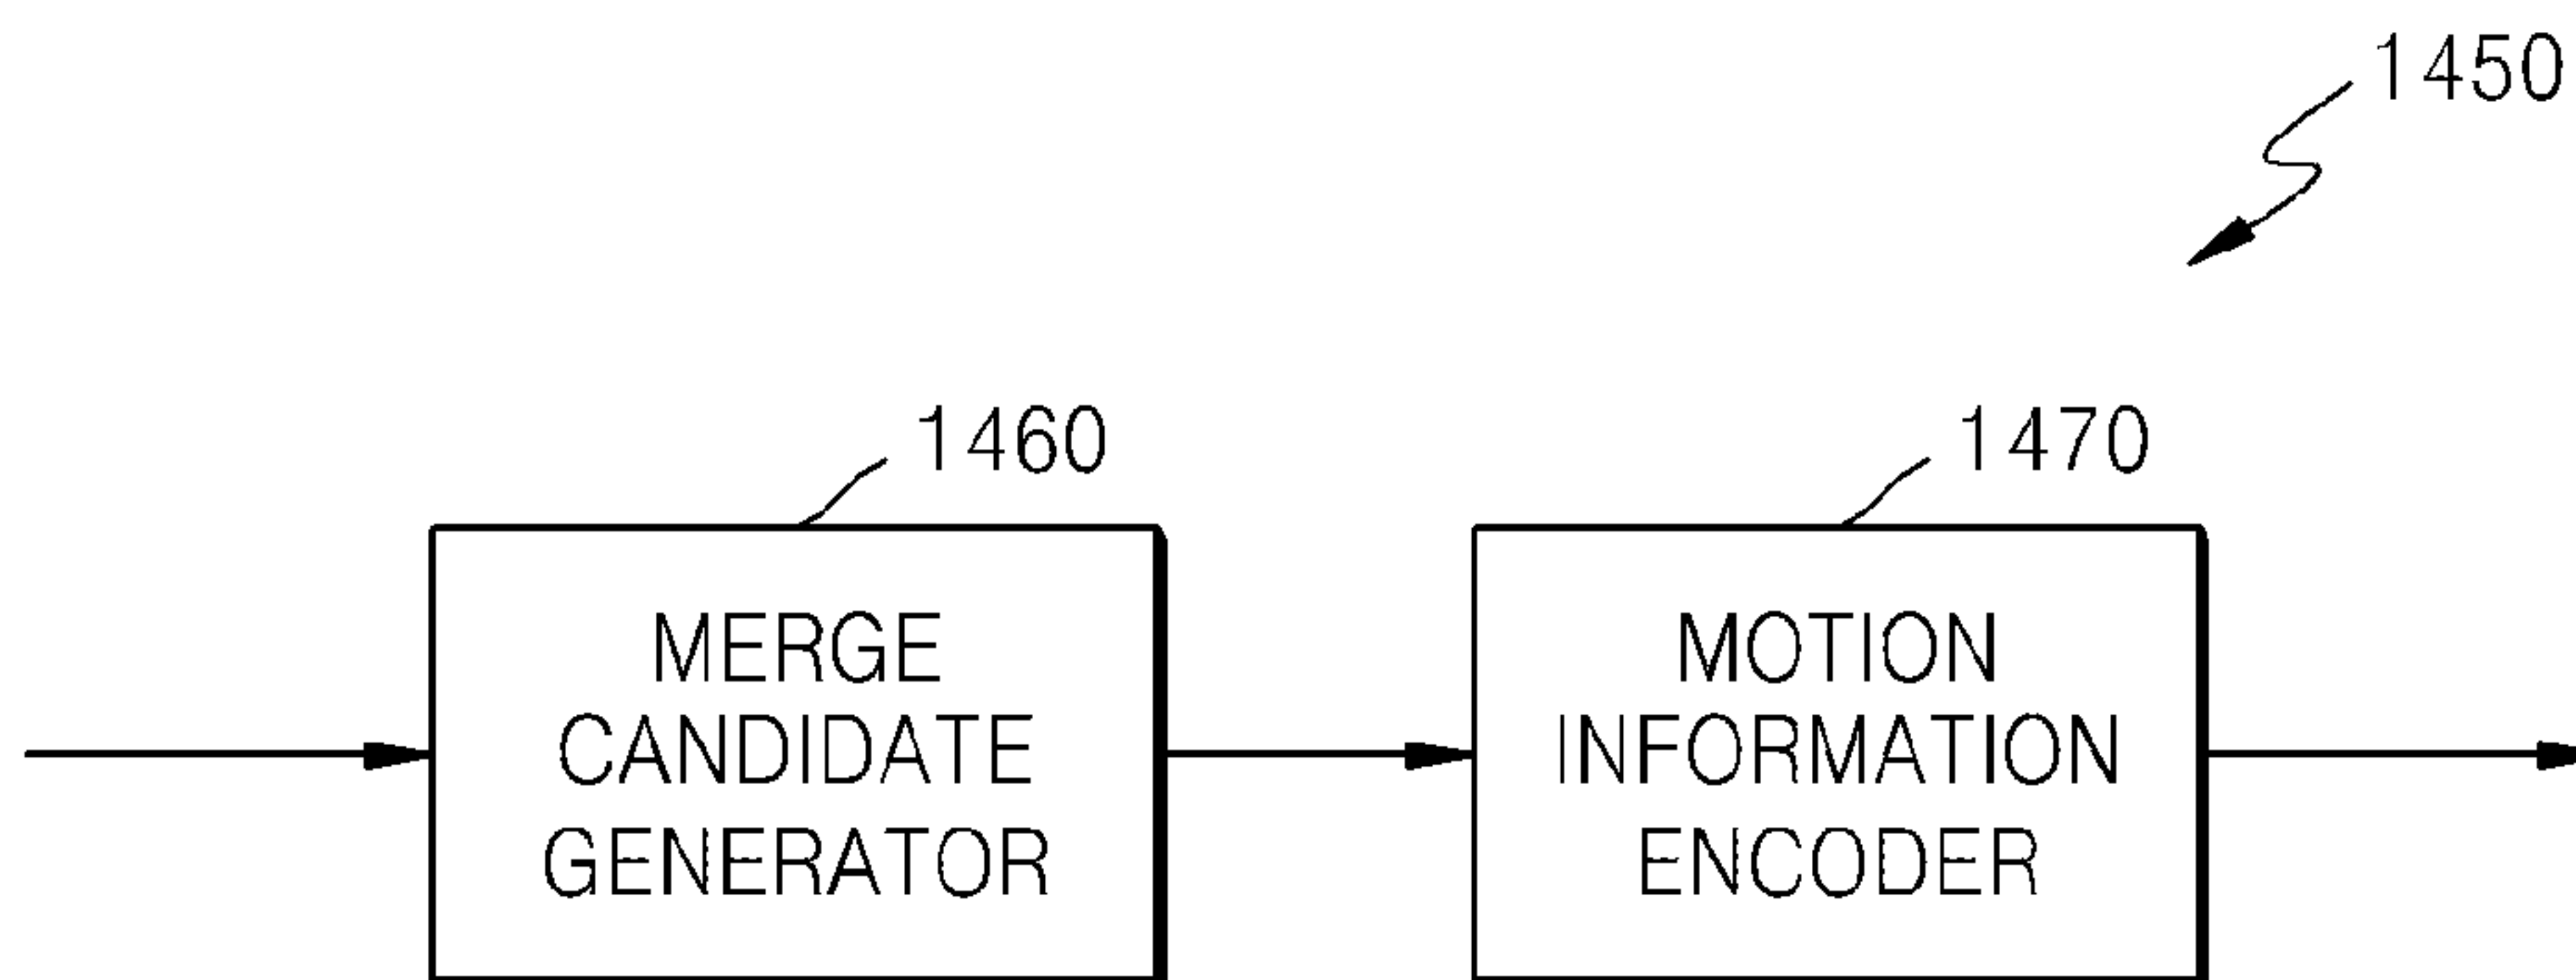 1450
1460
1470
MERGE
CANDIDATE
GENERATOR
MOTION
INFORMATION
ENCODER